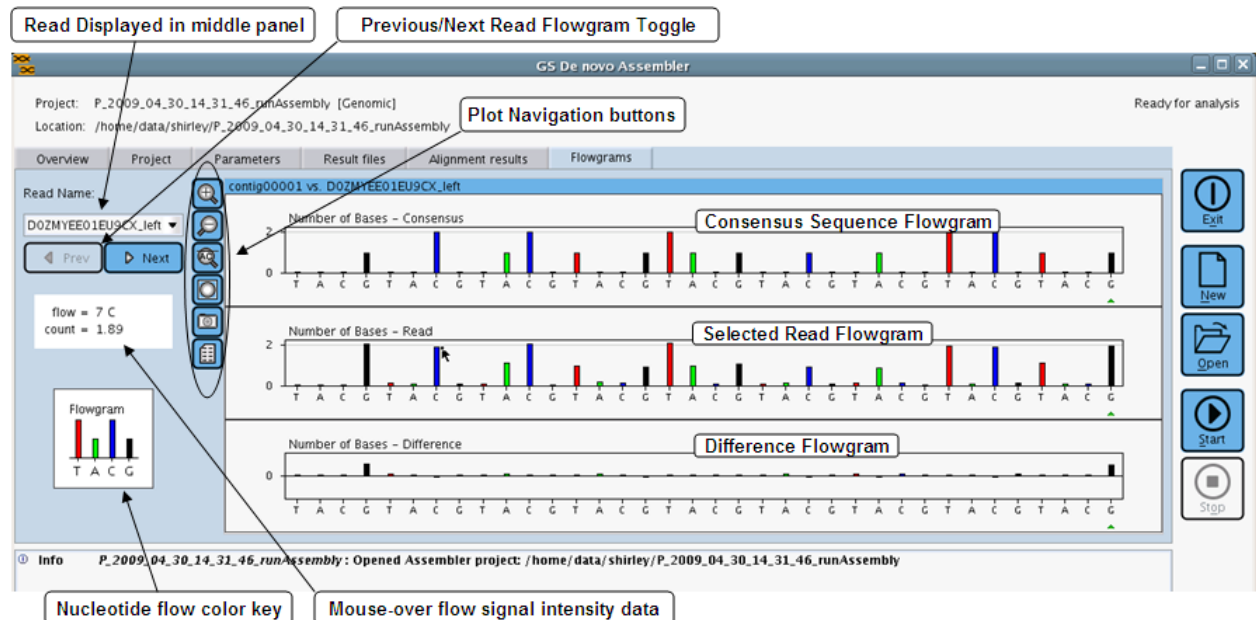 Read Displayed in middle panel
Previous/Next Read Flowgram Toggle
GS De novo Assembler
Project: P_2009_04_30_14_31_46_runAssembly [Genomic]
Ready for analysis
Location: /home/data/shirley/P_2009_04_30_14_31_46_runAssembly
Plot Navigation buttons
Overview Project Parameters Result files Alignment results Flowgrams
Read Name:
contig00001 vs. D0ZMYEE01EU9CX_left
D0ZMYEE01EU9CX_left
Prev Next
flow = 7 C
count = 1.89
Flowgram
T A C G
Number of Bases - Consensus
Consensus Sequence Flowgram
2
0
T A C G T A C G T A C G T A C G T A C G T A C G T A C G T A C G T A C G
Number of Bases - Read
Selected Read Flowgram
2
0
T A C G T A C G T A C G T A C G T A C G T A C G T A C G T A C G T A C G
Number of Bases - Difference
Difference Flowgram
0
T A C G T A C G T A C G T A C G T A C G T A C G T A C G T A C G T A C G
Exit
New
Open
Start
Stop
Info P_2009_04_30_14_31_46_runAssembly : Opened Assembler project: /home/data/shirley/P_2009_04_30_14_31_46_runAssembly
Nucleotide flow color key
Mouse-over flow signal intensity data